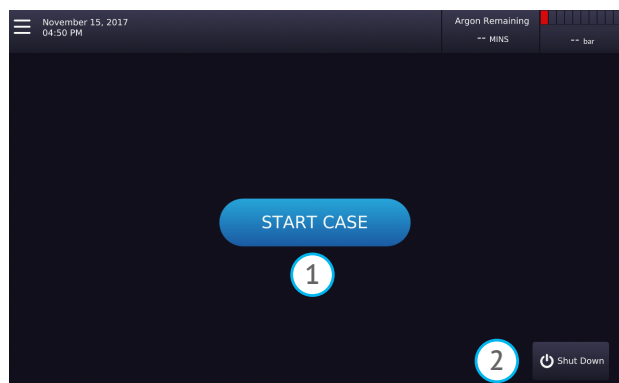 November 15, 2017
04:50 PM
Argon Remaining
-- MINS
-- bar
START CASE
1
2
Shut Down